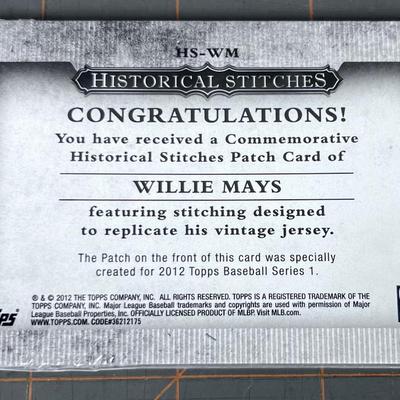 HS-WM
HISTORICAL STITCHES
CONGRATULATIONS!
You have received a Commemorative
Historical Stitches Patch Card of
WILLIE MAYS
featuring stitching designed
to replicate his vintage jersey.
The Patch on the front of this card was specially
created for 2012 Topps Baseball Series 1.
® & © 2012 THE TOPPS COMPANY, INC. ALL RIGHTS RESERVED. TOPPS IS A REGISTERED TRADEMARK OF THE
TOPPS COMPANY, INC. Major League Baseball trademarks and copyrights are used with permission of Major
League Baseball Properties, Inc. OFFICIALLY LICENSED PRODUCT OF MLBP. Visit MLB.com.
WWW.TOPPS.COM. CODE#36212175